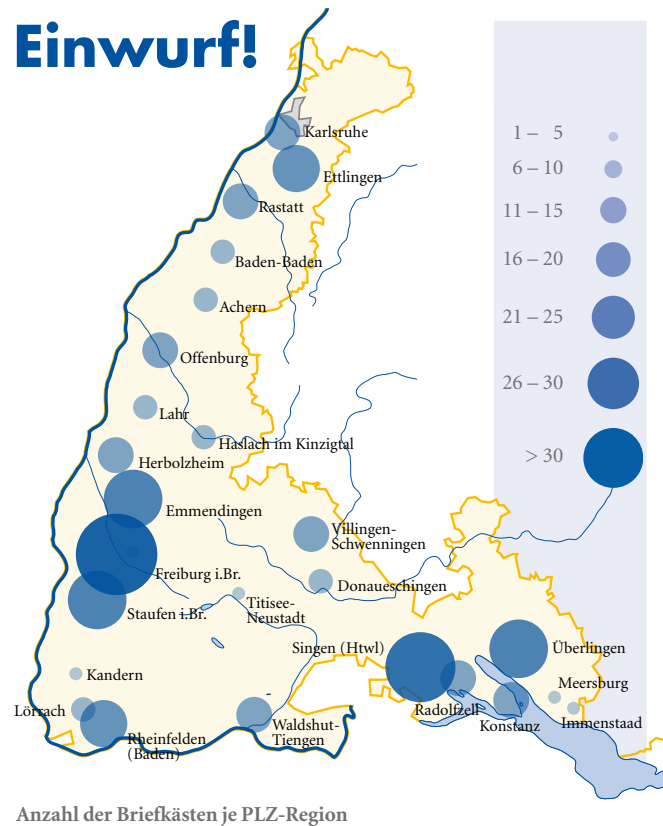 Einwurf!
Karlsruhe
Ettlingen
Rastatt
Baden-Baden
Achern
Offenburg
Lahr
Haslach im Kinzigtal
Herbolzheim
Emmendingen
Villingen-
Schwenningen
Freiburg i.Br.
Donaueschingen
Staufen i.Br.
Titisee-
Neustadt
Singen (Htwl)
Überlingen
Kandern
Meersburg
Lörrach
Radolfzell
Immenstaad
Konstanz
Waldshut-
Tiengen
Rheinfelden
(Baden)
1 – 5
6 – 10
11 – 15
16 – 20
21 – 25
26 – 30
> 30
Anzahl der Briefkästen je PLZ-Region